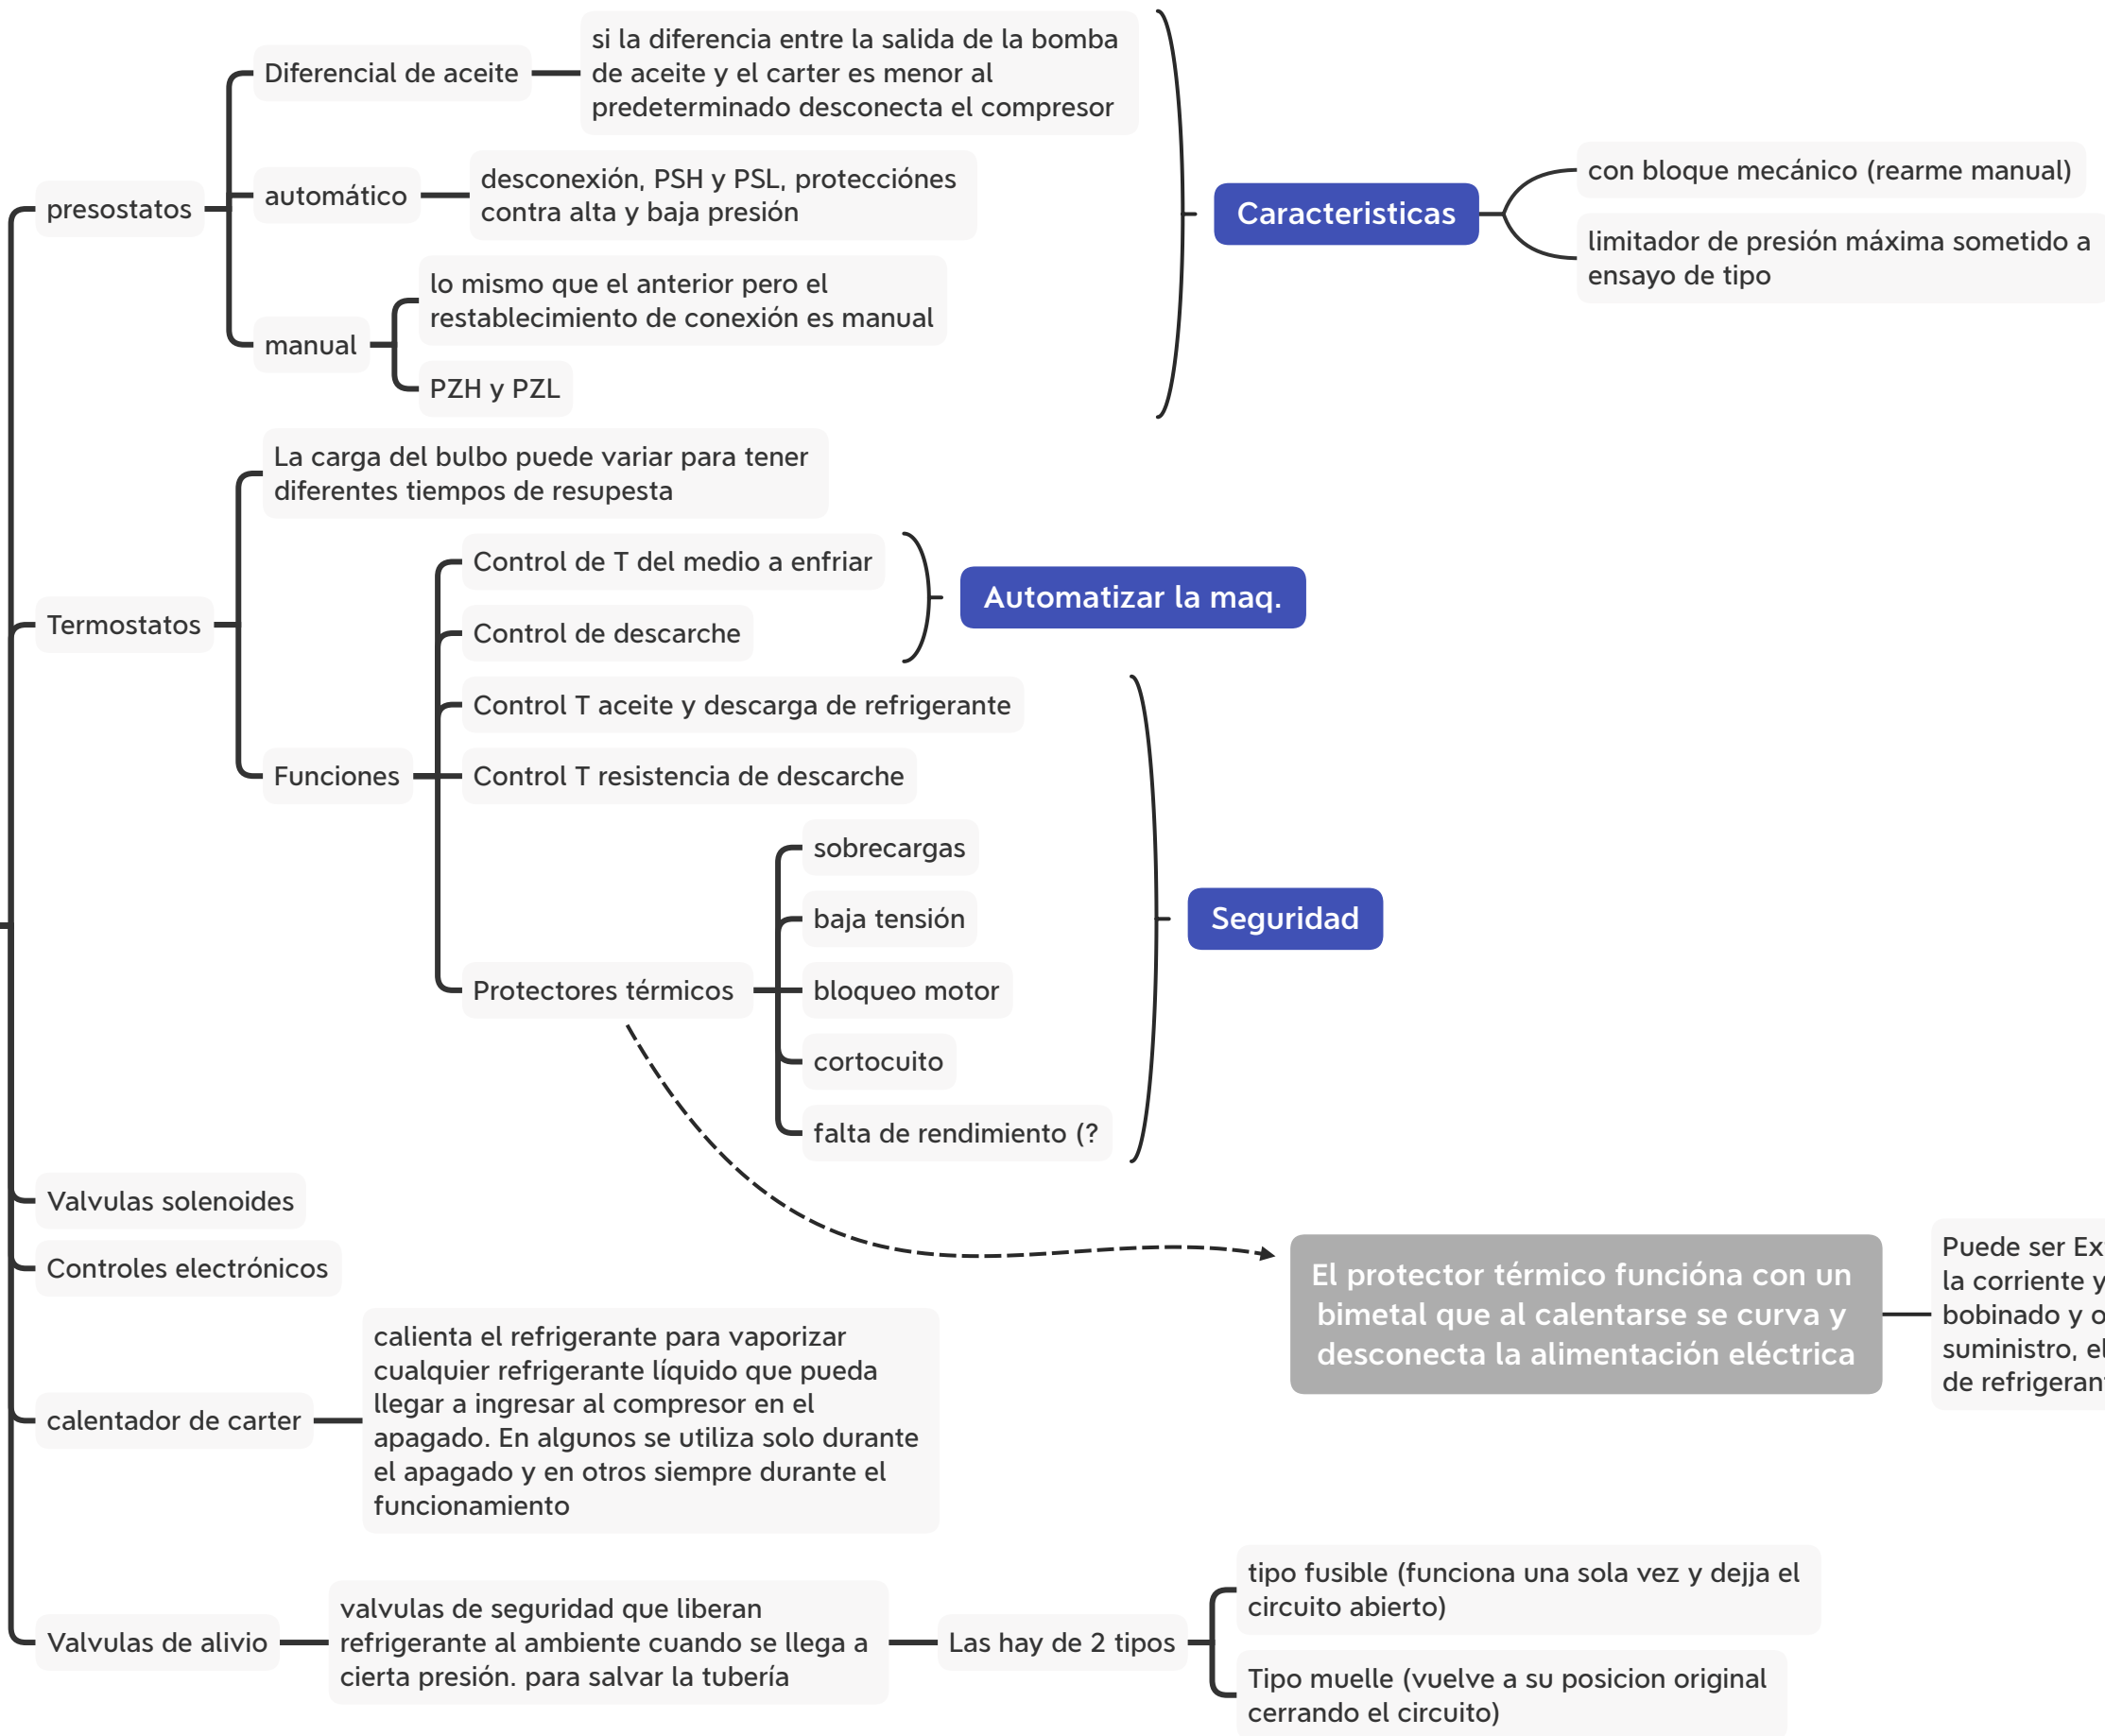 si la diferencia entre la salida de la bomba
de aceite y el carter es menor al
predeterminado desconecta el compresor
Diferencial de aceite
desconexión, PSH y PSL, protecciónes
contra alta y baja presión
automático
presostatos
lo mismo que el anterior pero el
restablecimiento de conexión es manual
manual
PZH y PZL
Caracteristicas
con bloque mecánico (rearme manual)
limitador de presión máxima sometido a
ensayo de tipo
La carga del bulbo puede variar para tener
diferentes tiempos de resupesta
Termostatos
Funciones
Control de T del medio a enfriar
Control de descarche
Automatizar la maq.
Control T aceite y descarga de refrigerante
Control T resistencia de descarche
Protectores térmicos
sobrecargas
baja tensión
bloqueo motor
cortocuito
falta de rendimiento (?
Seguridad
Valvulas solenoides
Controles electrónicos
El protector térmico funcióna con un
bimetal que al calentarse se curva y
desconecta la alimentación eléctrica
Puede ser
la corriente y
bobinado y
suministro,
de
calentador de carter
calienta el refrigerante para vaporizar
cualquier refrigerante líquido que pueda
llegar a ingresar al compresor en el
apagado. En algunos se utiliza solo durante
el apagado y en otros siempre durante el
funcionamiento
Valvulas de alivio
valvulas de seguridad que liberan
refrigerante al ambiente cuando se llega a
cierta presión. para salvar la tubería
Las hay de 2 tipos
tipo fusible (funciona una sola vez y dejja el
circuito abierto)
Tipo muelle (vuelve a su posicion original
cerrando el circuito)